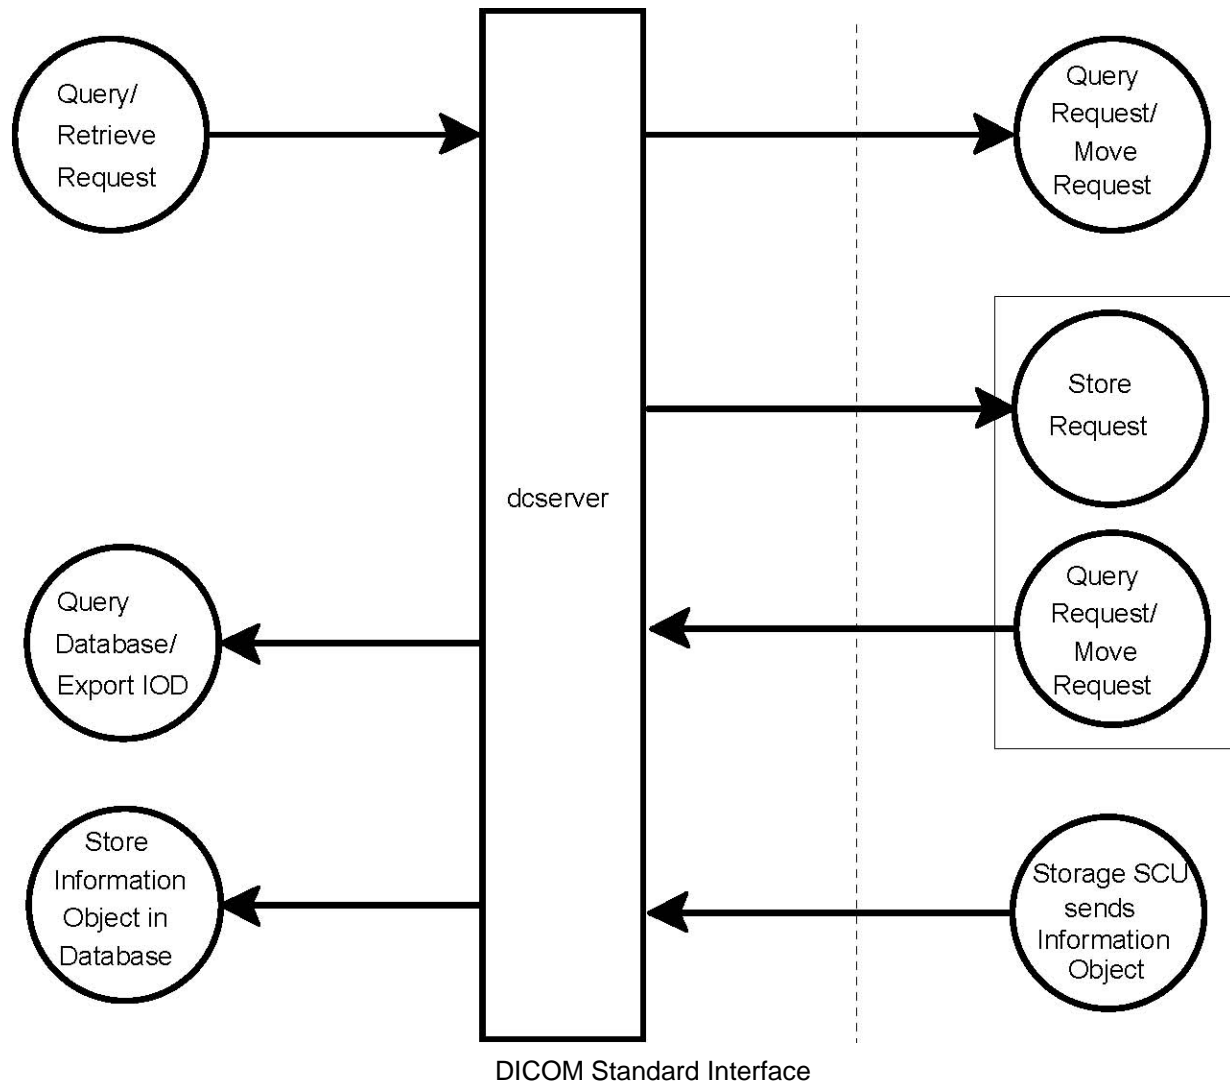 Query/
Retrieve
Request
Query
Request/
Move
Request
Store
Request
dcserver
Query
Database/
Export IOD
Query
Request/
Move
Request
Store
Information
Object in
Database
Storage SCU
sends
Information
Object
DICOM Standard Interface